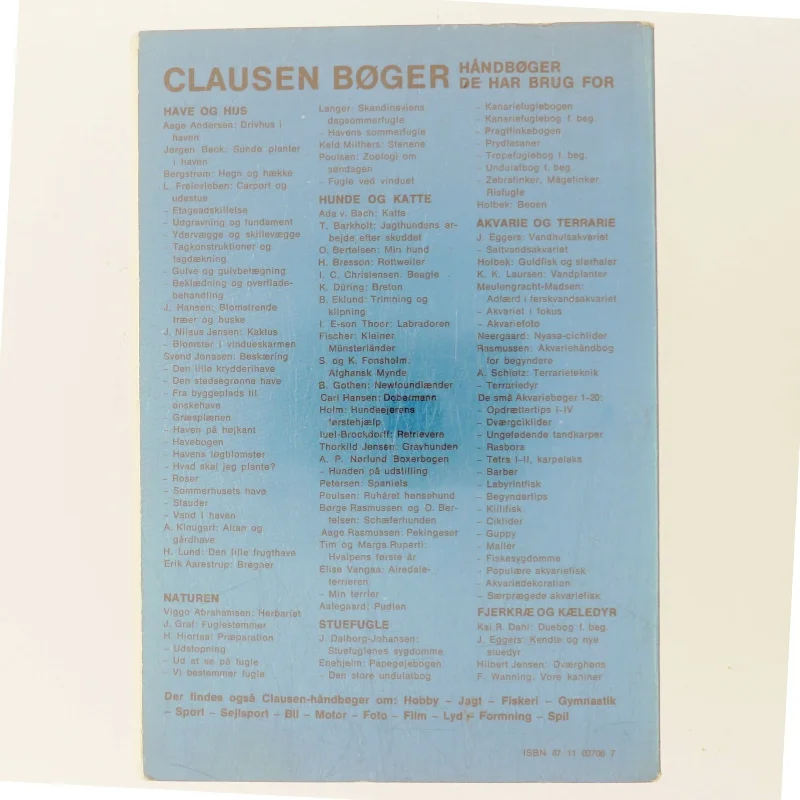 CLAUSEN BØGER
HÅNDBØGER
DE HAR BRUG FOR
HAVE OG HUS
Aage Andersen: Drivhus i
haven
Jørgen Bech: Sunde planter
i haven
Bergstrøm: Hegn og hække
L. Freiesleben: Carport og
udestue
- Etageadskillelse
- Udgravning og fundament
- Ydervægge og skillevægge
- Tagkonstruktioner og
tagdækning
- Gulve og gulvbelægning
- Beklædning og overflade-
behandling
J. Hansen: Blomstrende
træer og buske
J. Nilaus Jensen: Kaktus
- Blomster i vindueskarmen
Svend Jonasen: Beskæring
- Den lille krydderihave
- Den stedsegrønne have
- Fra byggeplads til
ønskehave
- Græsplænen
- Haven på højkant
- Havebogen
- Havens løgblomster
- Hvad skal jeg plante?
- Roser
- Sommerhusets have
- Stauder
- Vand i haven
A. Klougart: Altan og
gårdhave
H. Lund: Den lille frugthave
Erik Aarestrup: Bregner
NATUREN
Viggo Abrahamsen: Herbariet
J. Graf: Fuglestemmer
H. Hjortaa: Præparation
- Udstopning
- Ud at se på fugle
- Vi bestemmer fugle
Langer: Skandinaviens
dagsommerfugle
- Havens sommerfugle
Keld Milthers: Stenene
Poulsen: Zoologi om
søndagen
- Fugle ved vinduet
HUNDE OG KATTE
Ada v. Bach: Katte
T. Barkholt: Jagthundens ar-
bejde efter skuddet
O. Bertelsen: Min hund
H. Bresson: Rottweiler
I. C. Christensen: Beagle
K. Düring: Breton
B. Eklund: Trimning og
klipning
I. E-son Thoor: Labradoren
Fischer: Kleiner
Münsterländer
S. og K. Fonsholm:
Afghansk Mynde
B. Gothen: Newfoundlænder
Carl Hansen: Dobermann
Holm: Hundeejerens
førstehjælp
Iuel-Brockdorff: Retrievere
Thorkild Jensen: Gravhunden
A. P. Nørlund Boxerbogen
- Hunden på udstilling
Petersen: Spaniels
Poulsen: Ruhåret hønsehund
Børge Rasmussen og O. Ber-
telsen: Schæferhunden
Aage Rasmussen: Pekingeser
Tim og Marga Ruperti:
Hvalpens første år
Elise Vangsa: Airedale-
terrieren
- Min terrier
Aategaard: Pudlen
STUEFUGLE
J. Dalborg-Johansen:
Stuefuglenes sygdomme
Enehjelm: Papegøjebogen
- Den store undulatbog
- Kanariefuglebogen
- Kanariefuglebog f. beg.
- Pragtfinkebogen
- Prydfasaner
- Tropefuglebog f. beg.
- Undulatbog f. beg.
- Zebrafinker, Mågefinker,
Risfugle
Holbek: Beoen
AKVARIE OG TERRARIE
J. Eggers: Vandhulsakvariet
- Saltvandsakvariet
Holbek: Guldfisk og slørhaler
K. K. Laursen: Vandplanter
Meulengracht-Madsen:
Adfærd i ferskvandsakvariet
- Akvariet i fokus
- Akvariefoto
Neergaard: Nyasa-cichlider
Rasmussen: Akvariehåndbog
for begyndere
A. Schiøtz: Terrarieteknik
- Terrariedyr
De små Akvariebøger 1-20:
- Opdrættertips I-IV
- Dværgciklider
- Ungefødende tandkarper
- Rasbora
- Tetra I-II, karpelaks
- Barber
- Labyrintfisk
- Begyndertips
- Killifisk
- Ciklider
- Guppy
- Maller
- Fiskesygdomme
- Populære akvariefisk
- Akvariedekoration
- Særprægede akvariefisk
FJERKRÆ OG KÆLEDYR
Kai R. Dahl: Duebog f. beg.
J. Eggers: Kendte og nye
stuedyr
Hilbert Jensen: Dværghøns
F. Wanning: Vore kaniner
Der findes også Clausen-håndbøger om: Hobby – Jagt – Fiskeri – Gymnastik
– Sport – Sejlsport – Bil – Motor – Foto – Film – Lyd – Formning – Spil
ISBN 87 11 03706 7